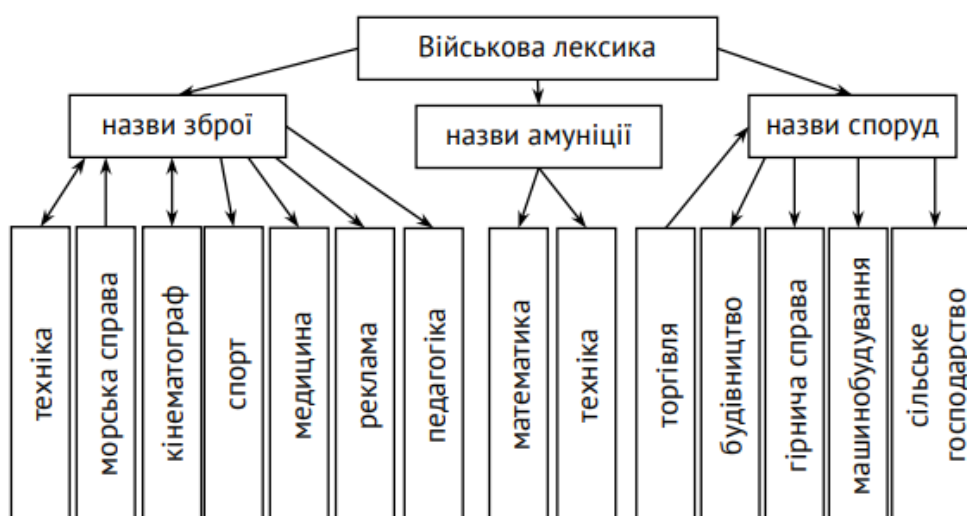 Військова лексика
назви зброї
назви амуніції
назви споруд
техніка
морська справа
кінематограф
спорт
медицина
реклама
педагогіка
математика
техніка
торгівля
будівництво
гірнича справа
машинобудування
сільське
господарство